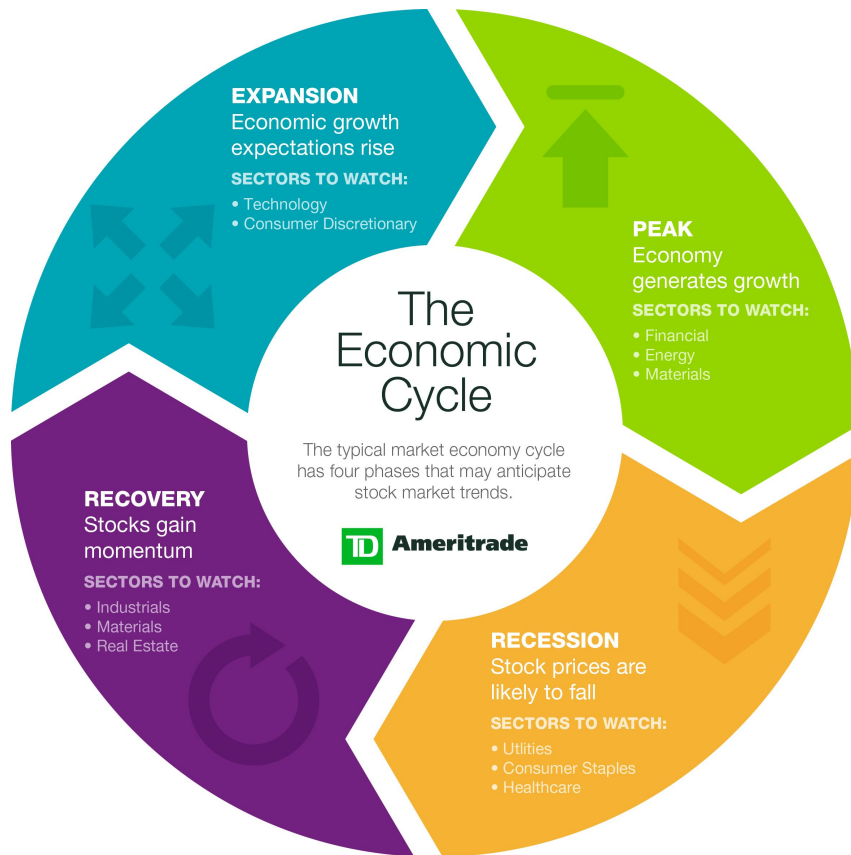 EXPANSION
Economic growth
expectations rise
SECTORS TO WATCH:
• Technology
• Consumer Discretionary
PEAK
Economy
generates growth
SECTORS TO WATCH:
• Financial
• Energy
• Materials
The
Economic
Cycle
The typical market economy cycle
has four phases that may anticipate
stock market trends.
TD Ameritrade
RECOVERY
Stocks gain
momentum
SECTORS TO WATCH:
• Industrials
• Materials
• Real Estate
RECESSION
Stock prices are
likely to fall
SECTORS TO WATCH:
• Utlities
• Consumer Staples
• Healthcare